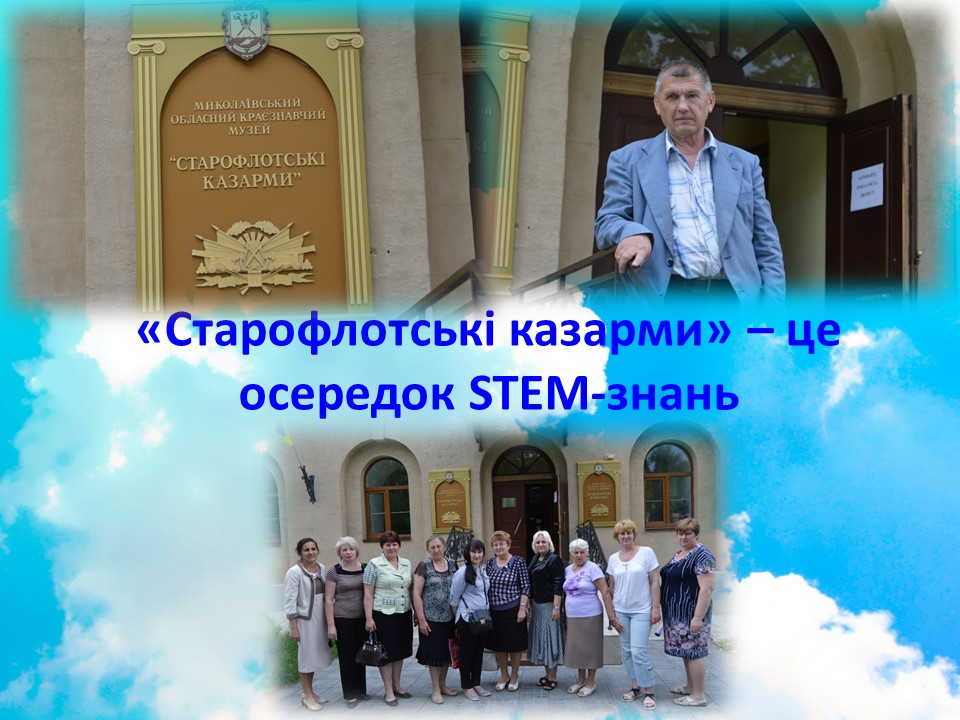 МИКОЛАЇВСЬКИЙ
ОБЛАСНИЙ КРАЄЗНАВЧИЙ
МУЗЕЙ
“СТАРОФЛОТСЬКІ
КАЗАРМИ”
«Старофлотські казарми» – це
осередок STEM-знань